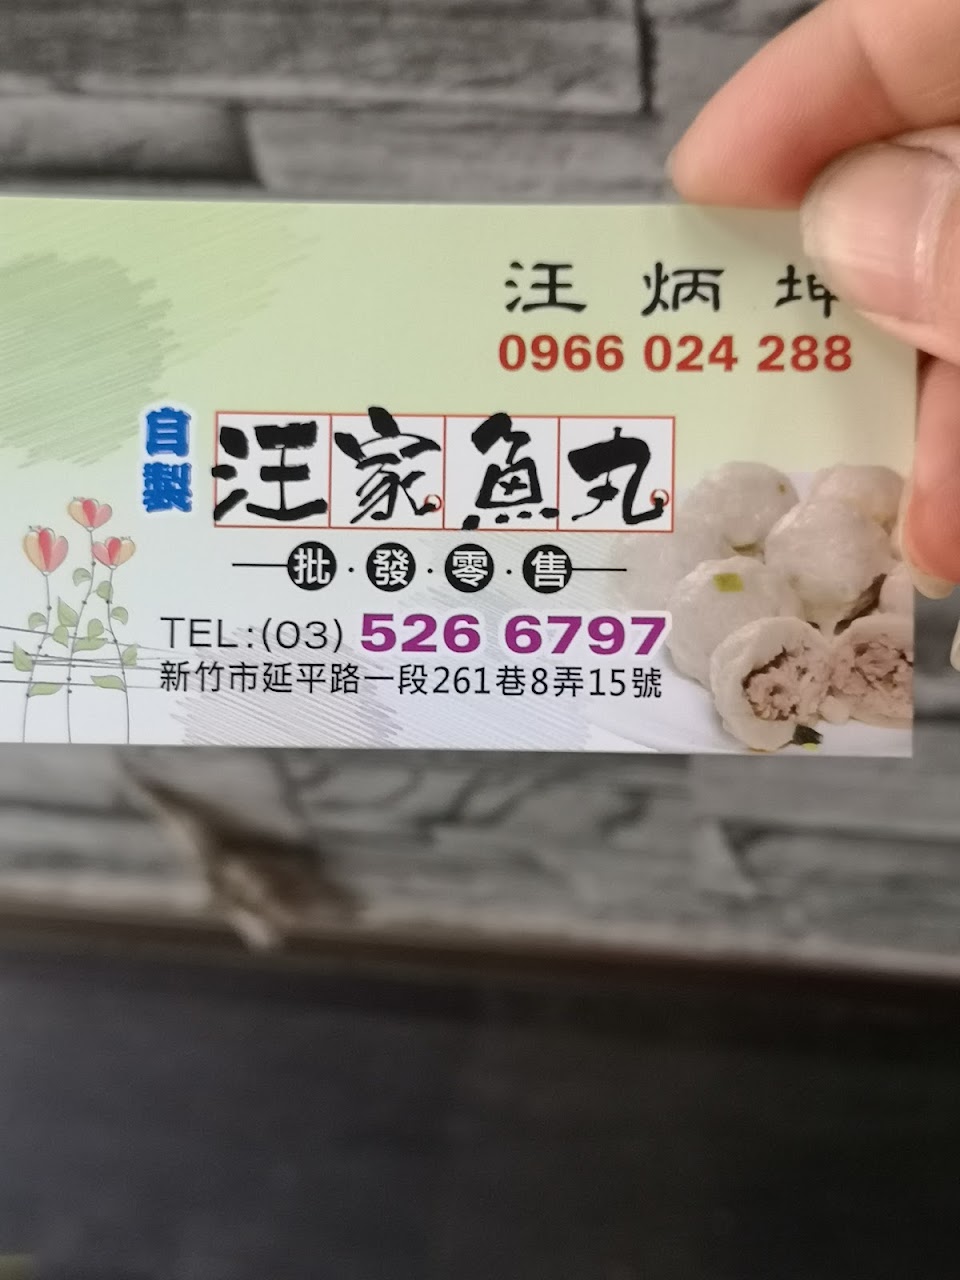 汪炳坤
0966 024 288
自製
汪家魚丸
批·發·零·售
TEL:(03) 526 6797
新竹市延平路一段261巷8弄15號